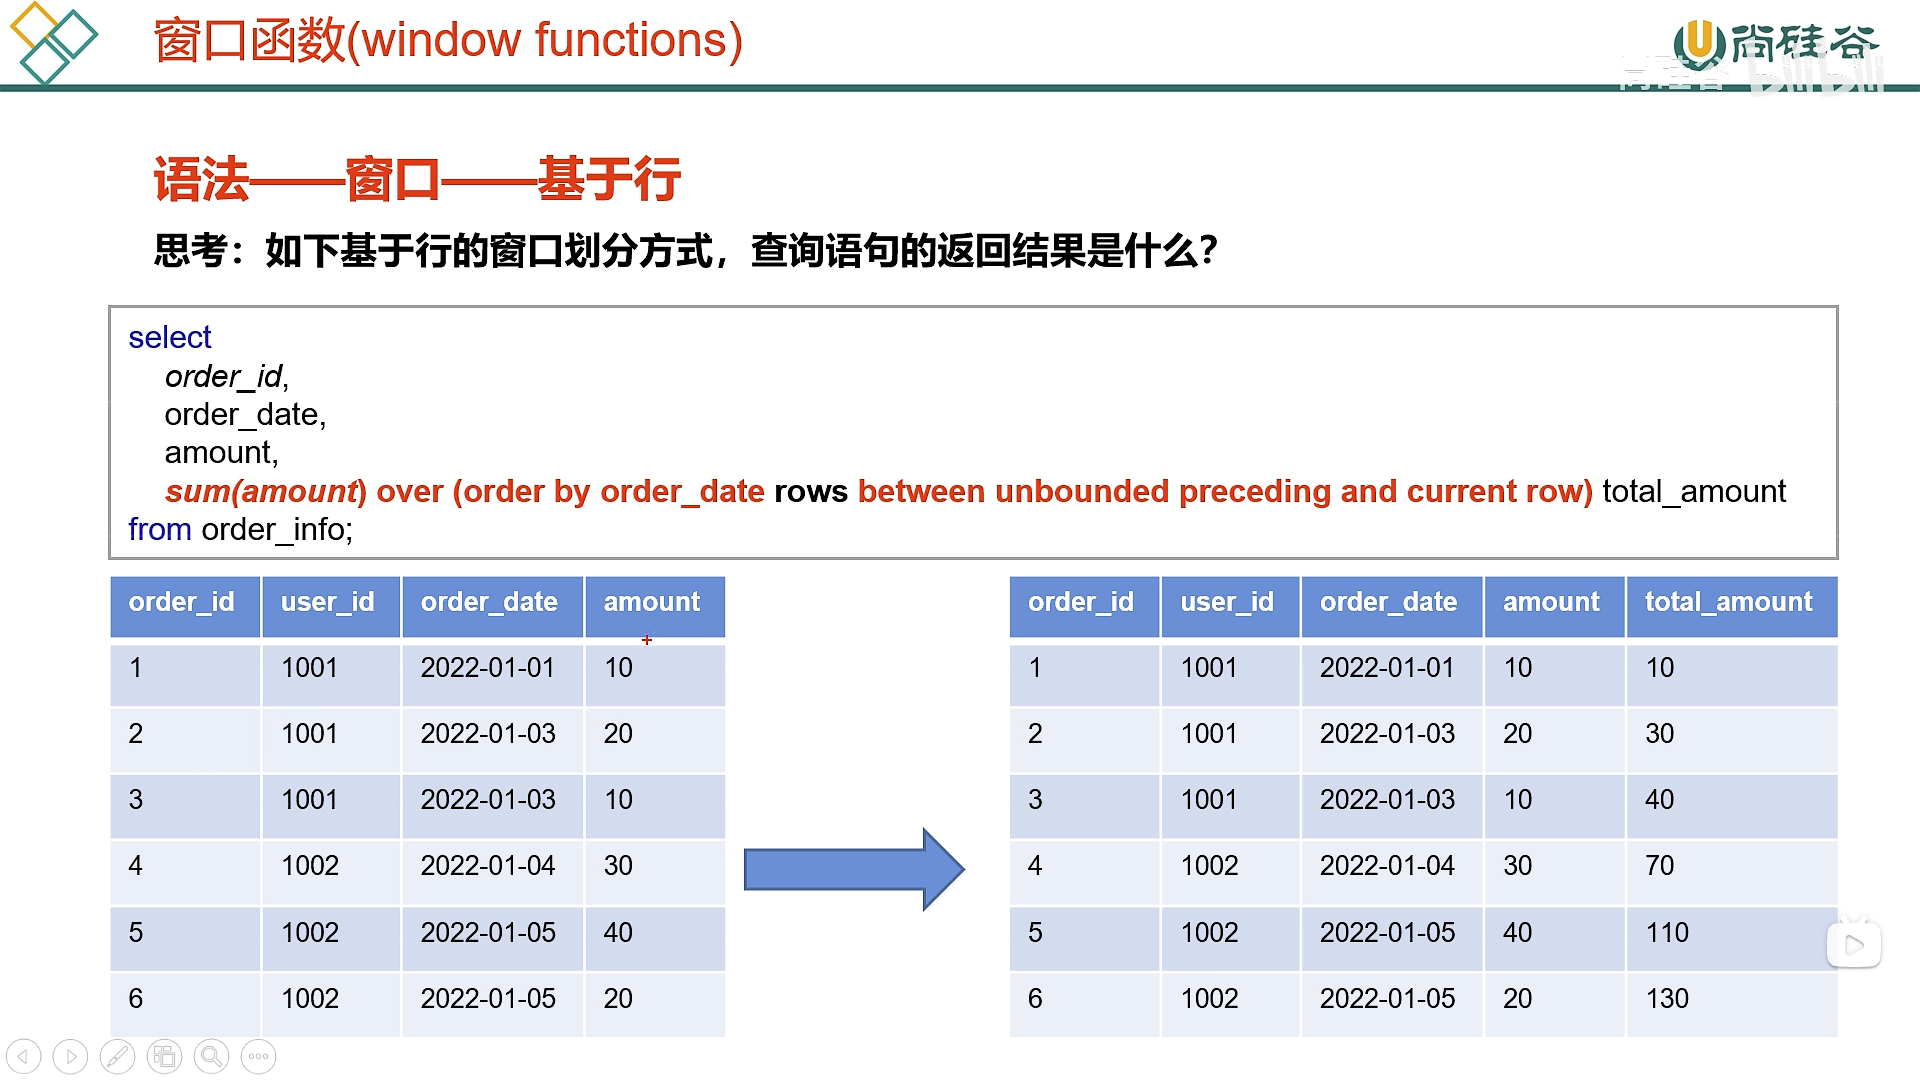 窗口函数(window functions)
尚硅谷
尚硅谷 bilibili
语法——窗口——基于行
思考：如下基于行的窗口划分方式，查询语句的返回结果是什么？
select
order_id,
order_date,
amount,
sum(amount) over (order by order_date rows between unbounded preceding and current row) total_amount
from order_info;
order_id user_id order_date amount
1 1001 2022-01-01 10
2 1001 2022-01-03 20
3 1001 2022-01-03 10
4 1002 2022-01-04 30
5 1002 2022-01-05 40
6 1002 2022-01-05 20
order_id user_id order_date amount total_amount
1 1001 2022-01-01 10 10
2 1001 2022-01-03 20 30
3 1001 2022-01-03 10 40
4 1002 2022-01-04 30 70
5 1002 2022-01-05 40 110
6 1002 2022-01-05 20 130